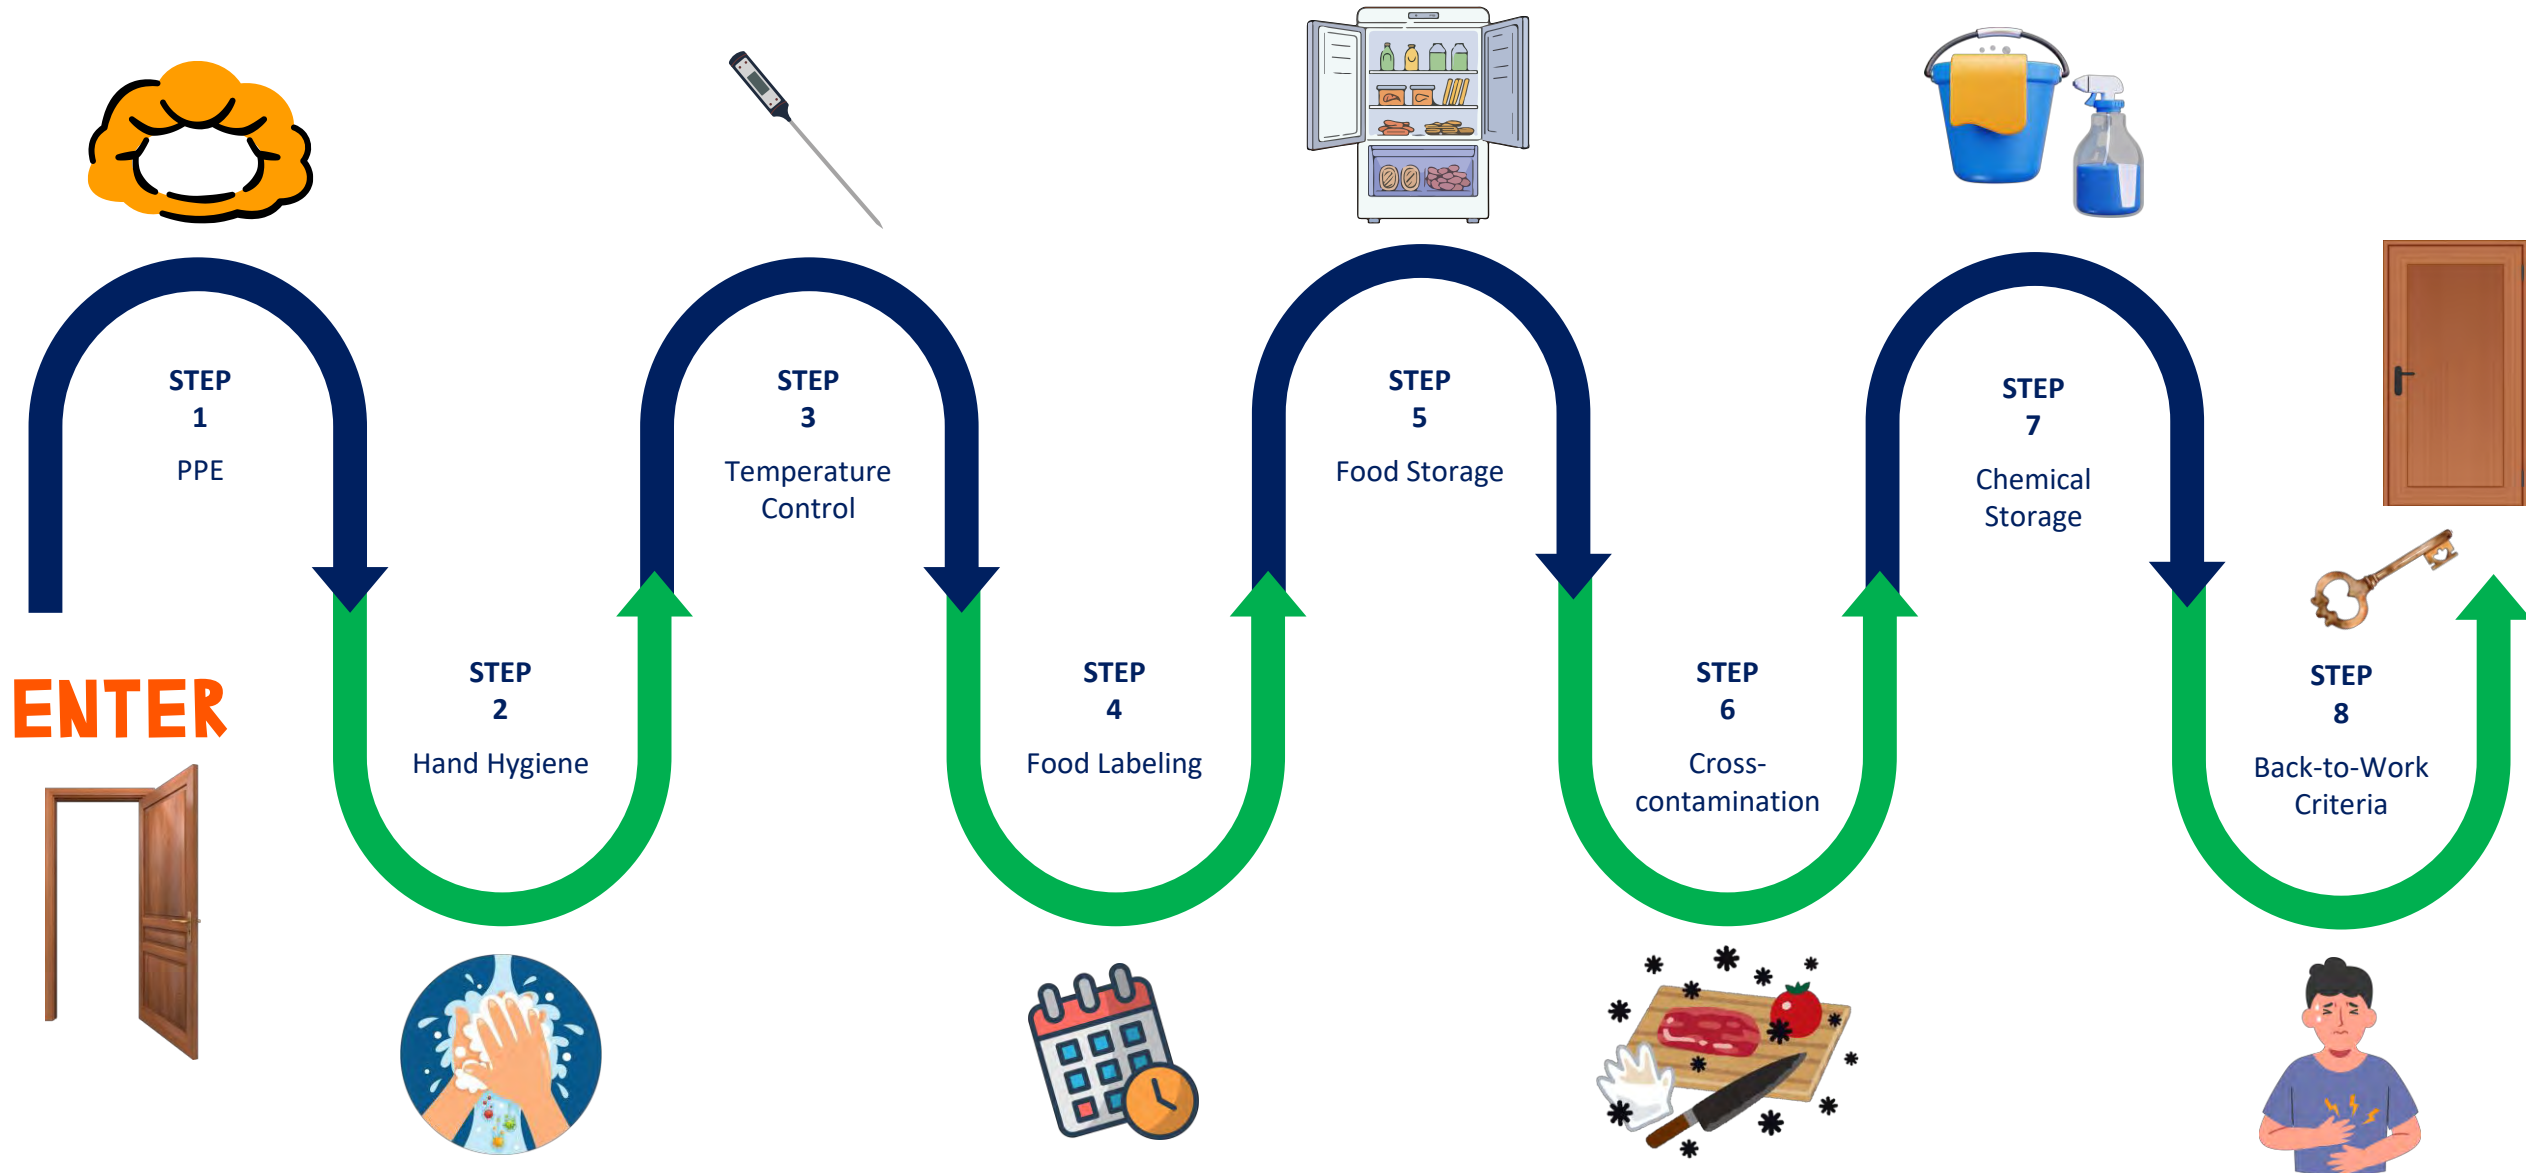 ENTER
STEP
1
PPE
STEP
2
Hand Hygiene
STEP
3
Temperature
Control
STEP
4
Food Labeling
STEP
5
Food Storage
STEP
6
Cross-
contamination
STEP
7
Chemical
Storage
STEP
8
Back-to-Work
Criteria